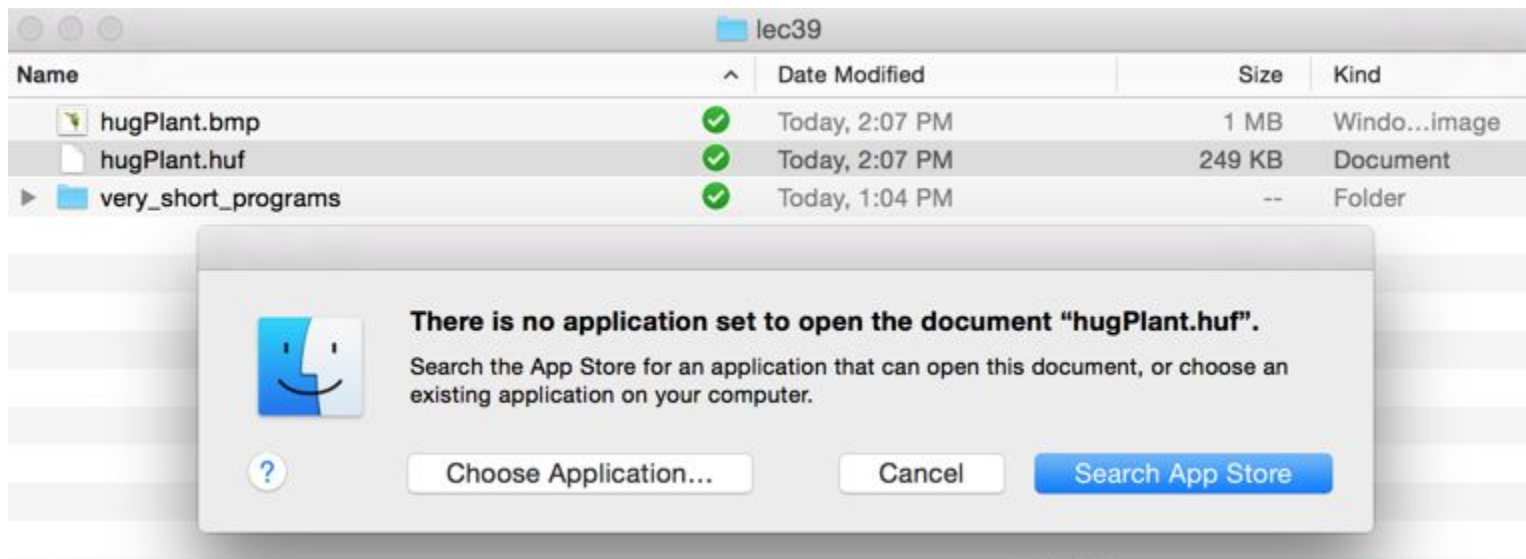 lec39
Name Date Modified Size Kind
hugPlant.bmp Today, 2:07 PM 1 MB Windo...image
hugPlant.huf Today, 2:07 PM 249 KB Document
very_short_programs Today, 1:04 PM -- Folder
There is no application set to open the document “hugPlant.huf”.
Search the App Store for an application that can open this document, or choose an
existing application on your computer.
? Choose Application... Cancel Search App Store